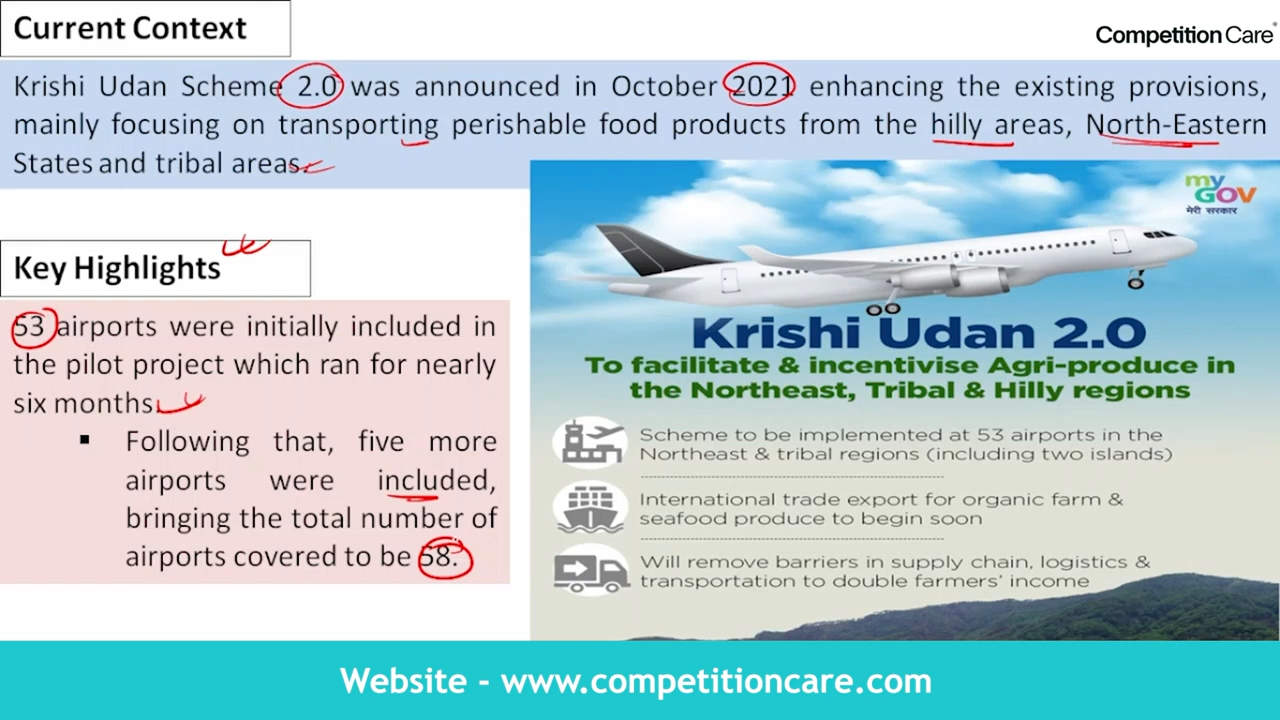 Current Context
Competition Care
Krishi Udan Scheme 2.0 was announced in October 2021 enhancing the existing provisions,
mainly focusing on transporting perishable food products from the hilly areas, North-Eastern
States and tribal areas.
my
GOV
मेरी सरकार
Key Highlights
53 airports were initially included in
the pilot project which ran for nearly
six months.
▪ Following that, five more
airports were included,
bringing the total number of
airports covered to be 58.
Krishi Udan 2.0
To facilitate & incentivise Agri-produce in
the Northeast, Tribal & Hilly regions
Scheme to be implemented at 53 airports in the
Northeast & tribal regions (including two islands)
International trade export for organic farm &
seafood produce to begin soon
Will remove barriers in supply chain, logistics &
transportation to double farmers' income
Website - www.competitioncare.com